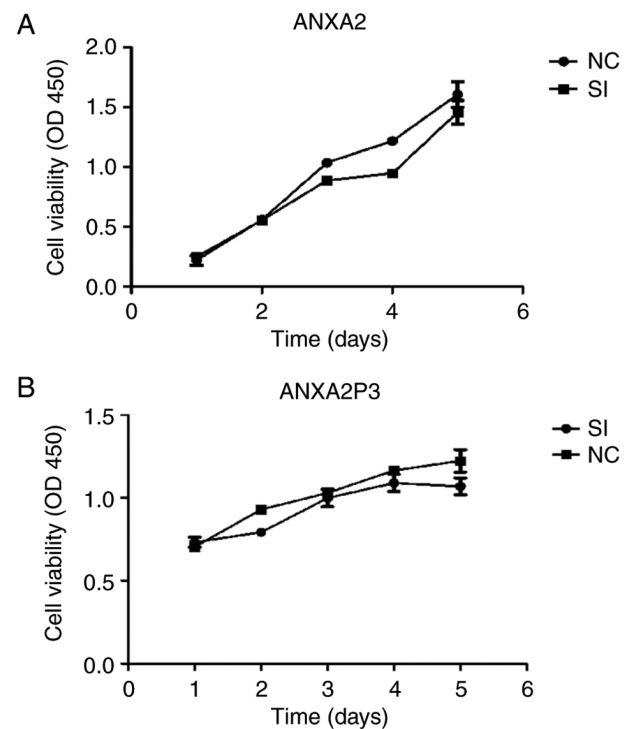 A
ANXA2
2.0
1.5
1.0
0.5
0.0
Cell viability (OD 450)
0 2 4 6
Time (days)
NC
SI
B
ANXA2P3
1.5
1.0
0.5
0.0
Cell viability (OD 450)
0 1 2 3 4 5 6
Time (days)
SI
NC